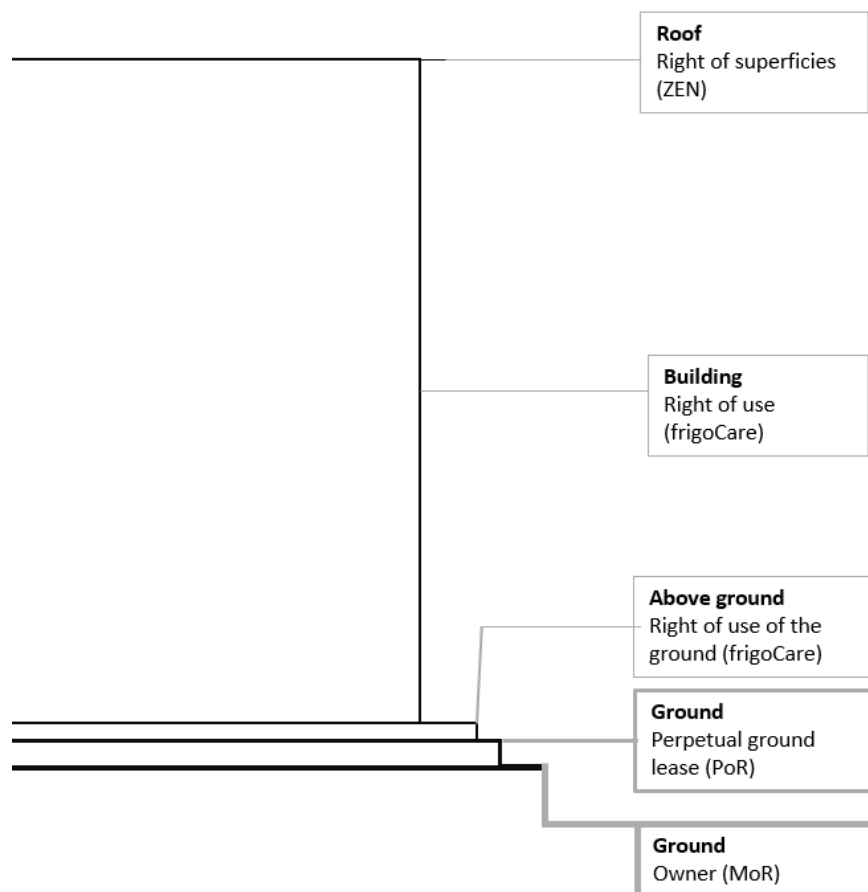 Roof
Right of superficies
(ZEN)
Building
Right of use
(frigoCare)
Above ground
Right of use of the
ground (frigoCare)
Ground
Perpetual ground
lease (PoR)
Ground
Owner (MoR)